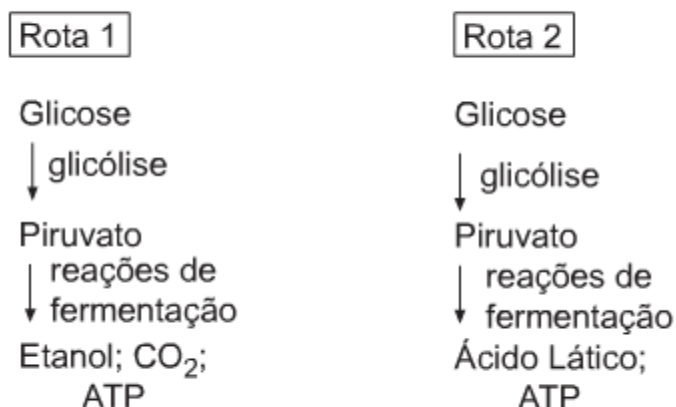 Rota 1
Glicose
glicólise
Piruvato
reações de
fermentação
Etanol; CO₂;
ATP
Rota 2
Glicose
glicólise
Piruvato
reações de
fermentação
Ácido Lático;
ATP